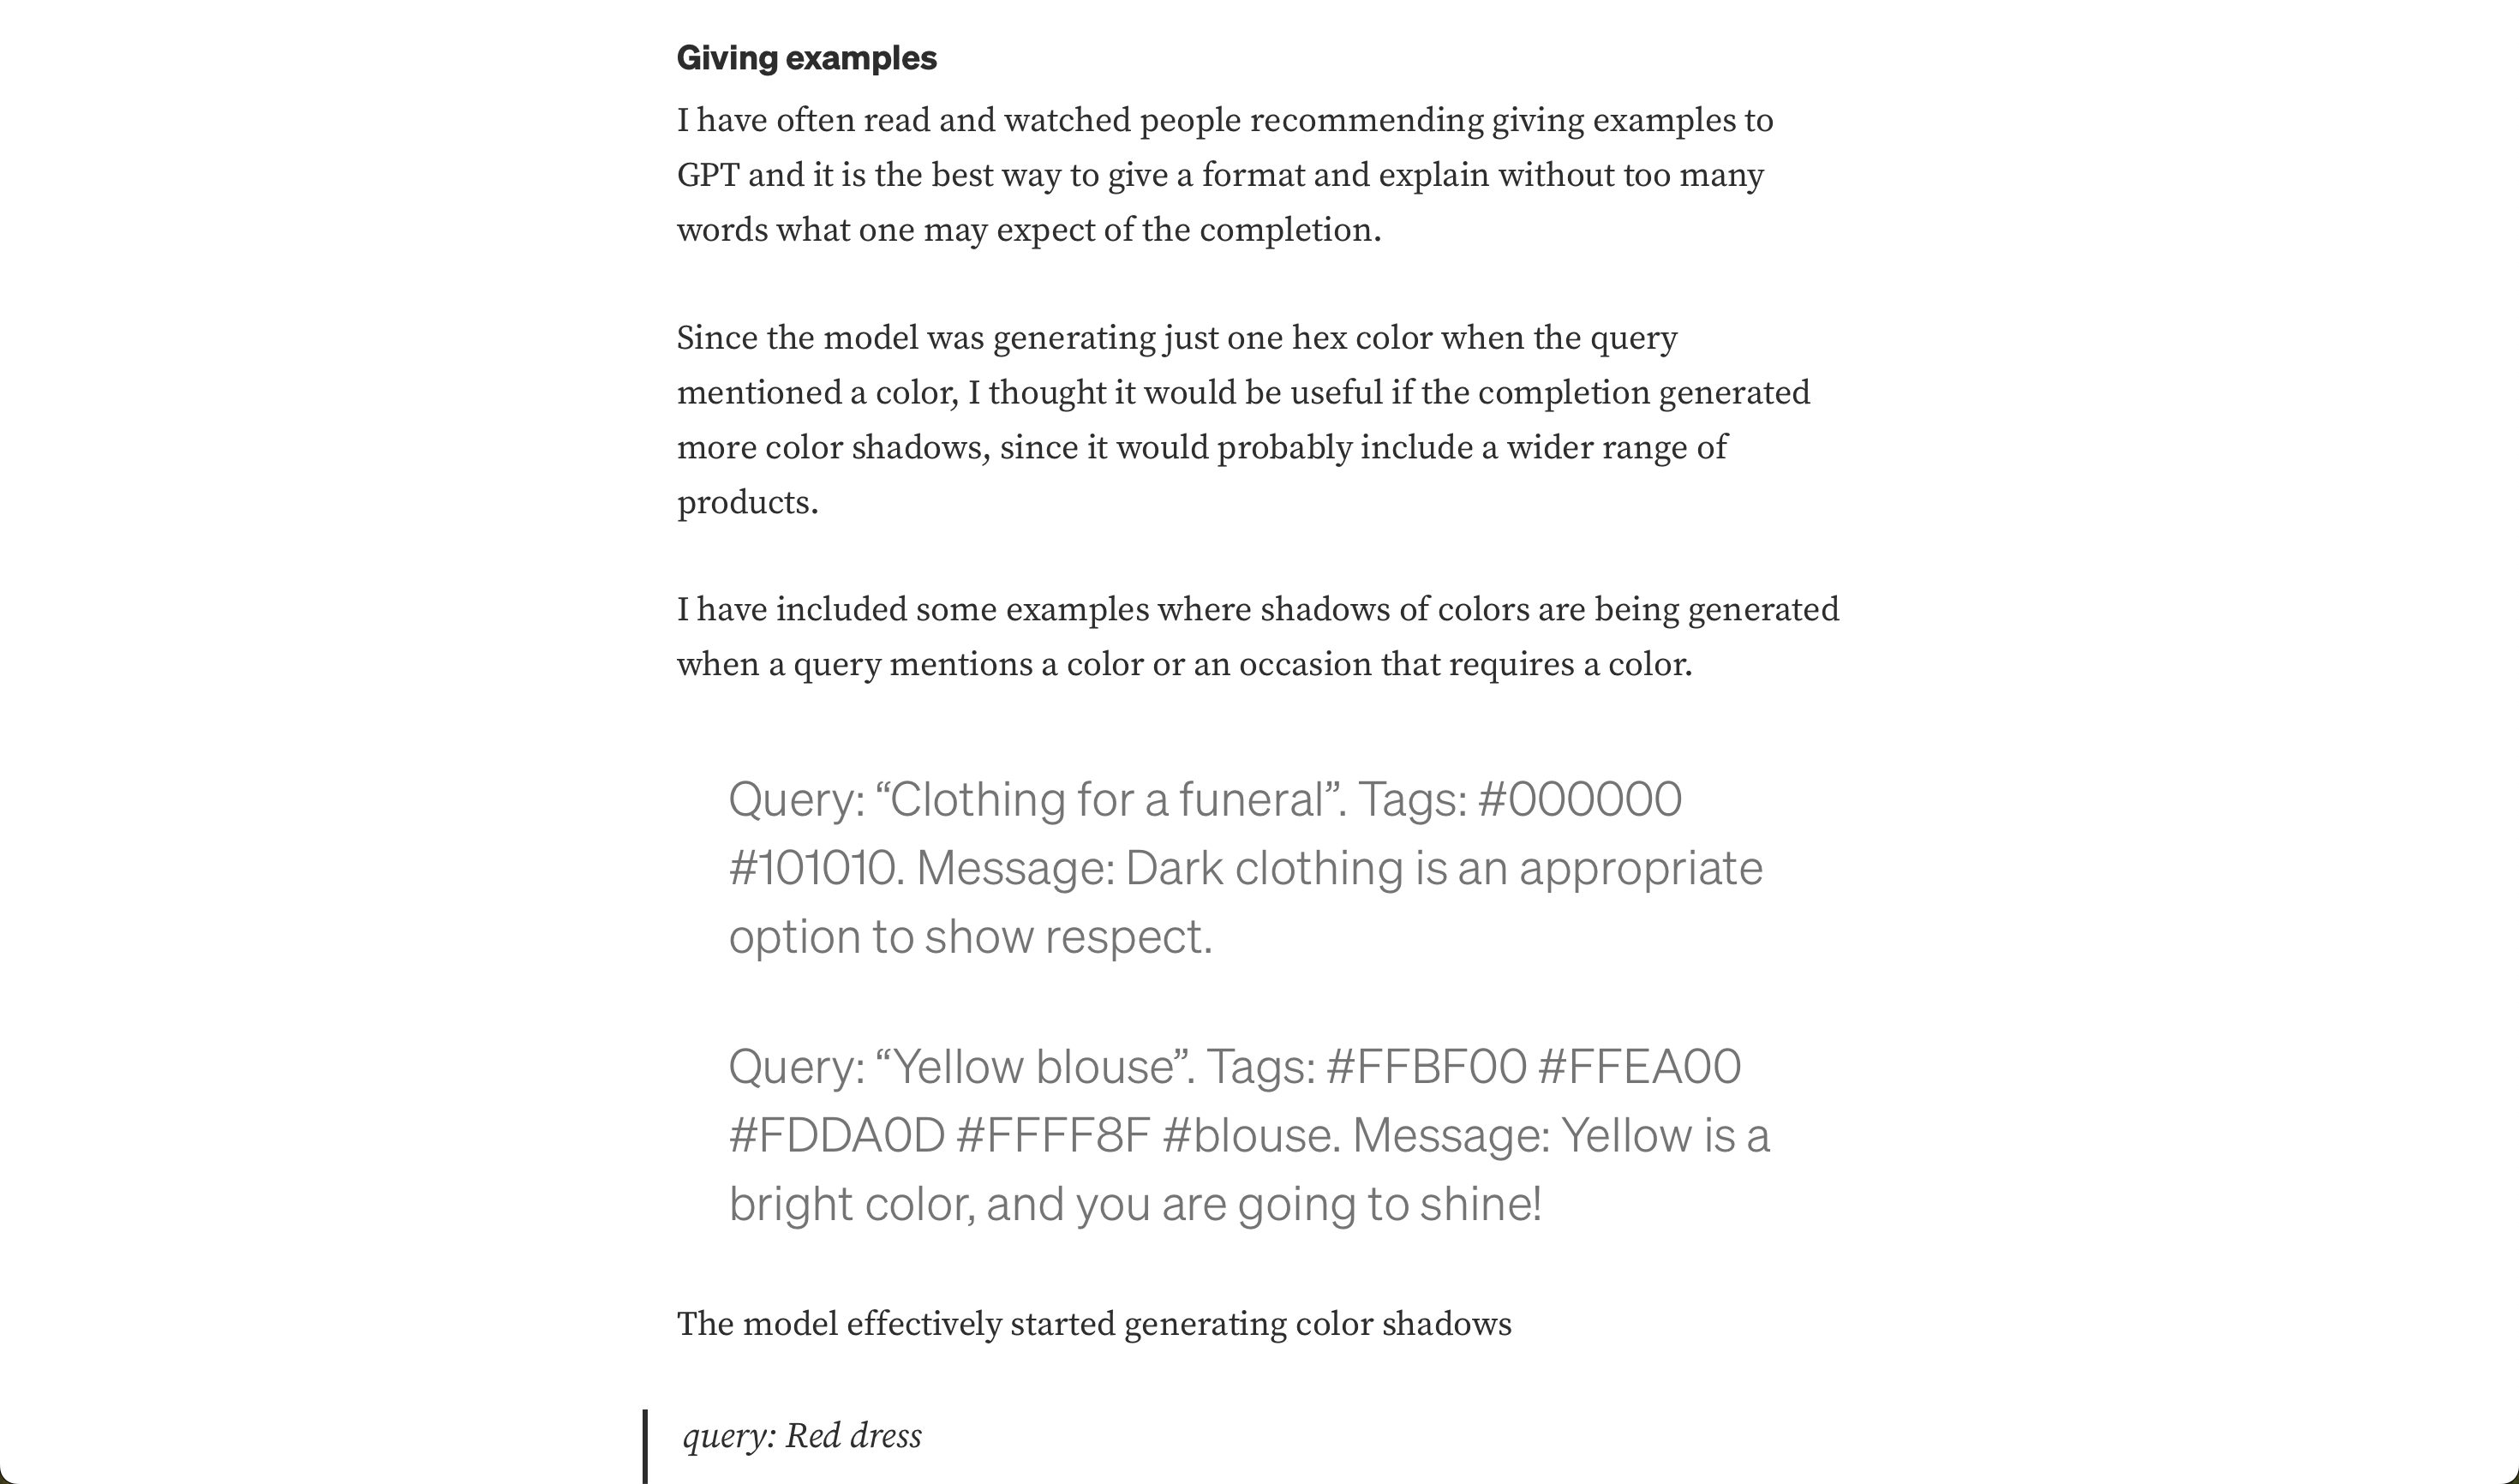 Giving examples
I have often read and watched people recommending giving examples to
GPT and it is the best way to give a format and explain without too many
words what one may expect of the completion.
Since the model was generating just one hex color when the query
mentioned a color, I thought it would be useful if the completion generated
more color shadows, since it would probably include a wider range of
products.
I have included some examples where shadows of colors are being generated
when a query mentions a color or an occasion that requires a color.
Query: “Clothing for a funeral”. Tags: #000000
#101010. Message: Dark clothing is an appropriate
option to show respect.
Query: “Yellow blouse”. Tags: #FFBF00 #FFEA00
#FDDA0D #FFFF8F #blouse. Message: Yellow is a
bright color, and you are going to shine!
The model effectively started generating color shadows
query: Red dress